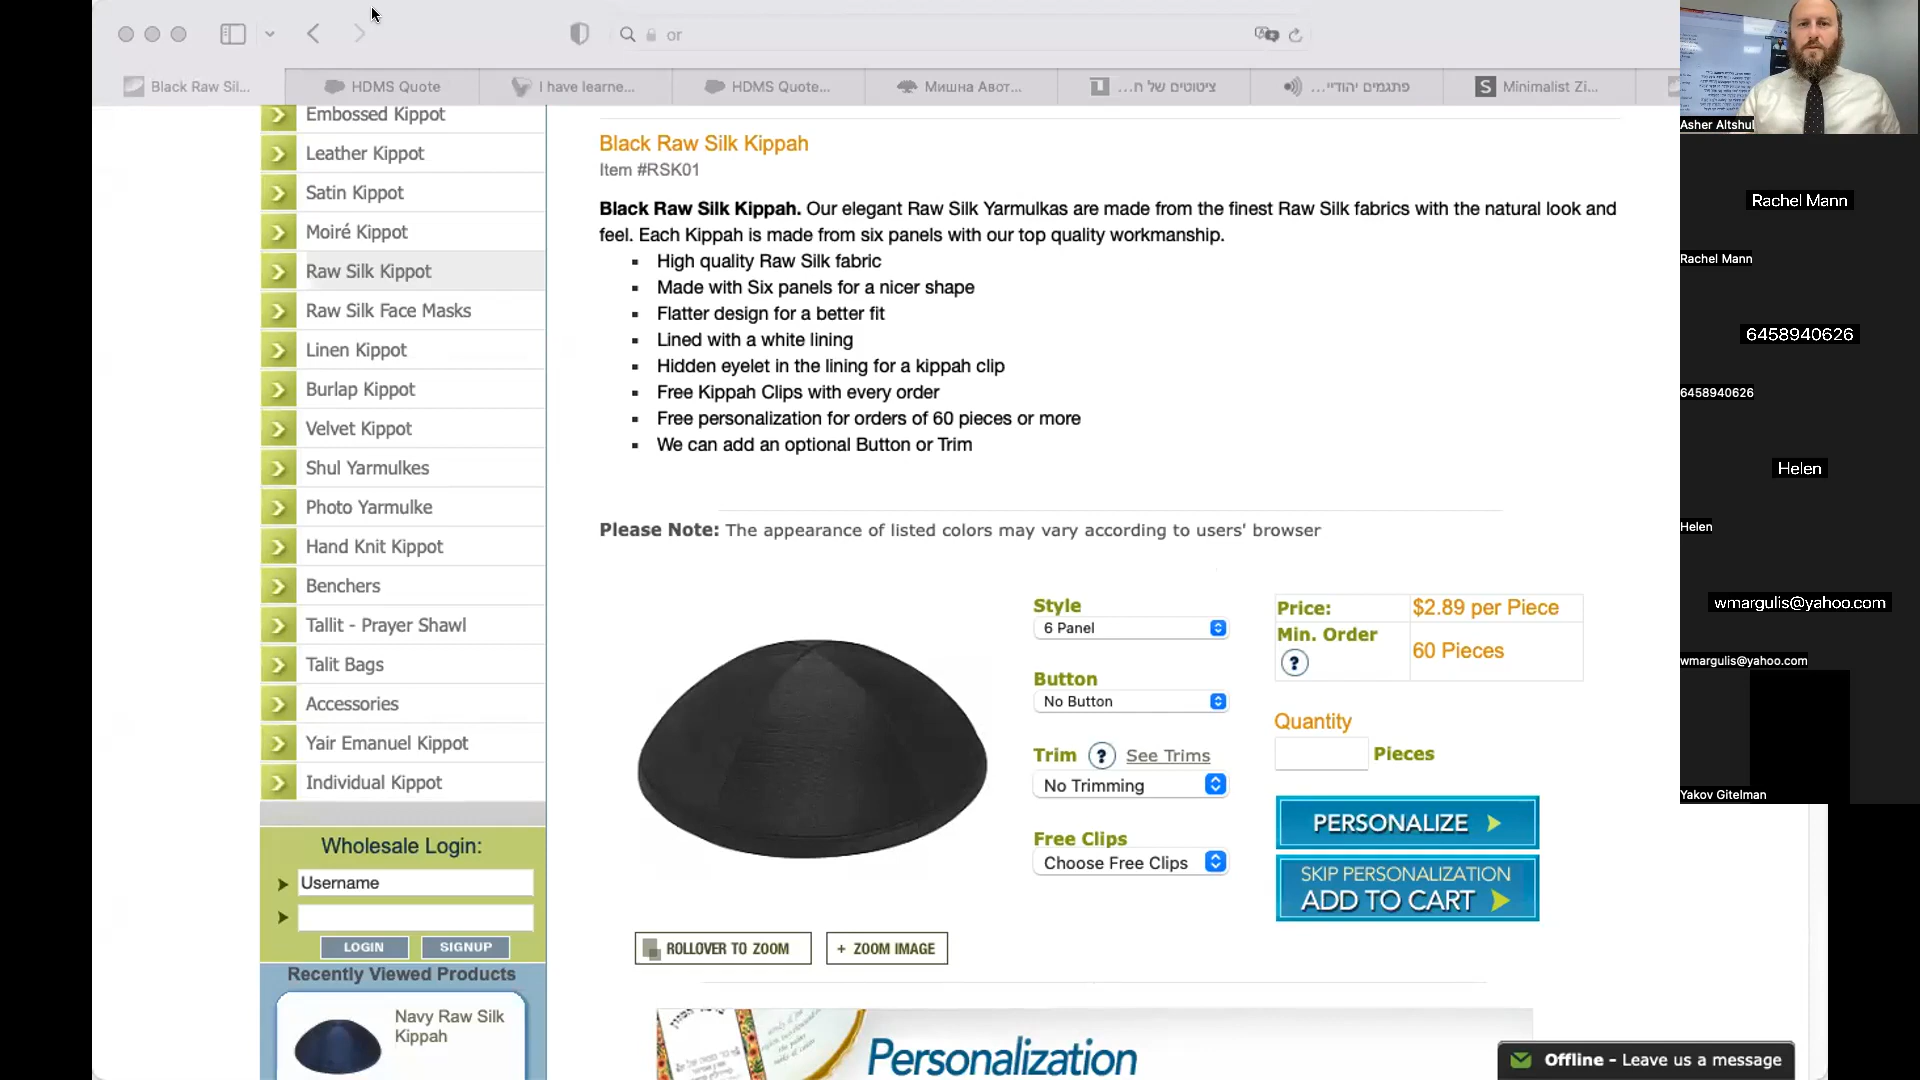 or
Black Raw Sil...
HDMS Quote
I have learne...
HDMS Quote...
Мишна Авот...
ציטוטים של ח...
פתגמים יהודיי...
Minimalist Zi...
Embossed Kippot
Leather Kippot
Satin Kippot
Moiré Kippot
Raw Silk Kippot
Raw Silk Face Masks
Linen Kippot
Burlap Kippot
Velvet Kippot
Shul Yarmulkes
Photo Yarmulke
Hand Knit Kippot
Benchers
Tallit - Prayer Shawl
Talit Bags
Accessories
Yair Emanuel Kippot
Individual Kippot
Wholesale Login:
Username
LOGIN
SIGNUP
Recently Viewed Products
Navy Raw Silk
Kippah
Black Raw Silk Kippah
Item #RSK01
Black Raw Silk Kippah. Our elegant Raw Silk Yarmulkas are made from the finest Raw Silk fabrics with the natural look and
feel. Each Kippah is made from six panels with our top quality workmanship.
High quality Raw Silk fabric
Made with Six panels for a nicer shape
Flatter design for a better fit
Lined with a white lining
Hidden eyelet in the lining for a kippah clip
Free Kippah Clips with every order
Free personalization for orders of 60 pieces or more
We can add an optional Button or Trim
Please Note: The appearance of listed colors may vary according to users' browser
Style
6 Panel
Button
No Button
Trim ? See Trims
No Trimming
Free Clips
Choose Free Clips
Price: $2.89 per Piece
Min. Order
?
60 Pieces
Quantity
Pieces
PERSONALIZE
SKIP PERSONALIZATION
ADD TO CART
ROLLOVER TO ZOOM
+ ZOOM IMAGE
Personalization
Offline - Leave us a message
Asher Altshul
Rachel Mann
Rachel Mann
6458940626
6458940626
Helen
Helen
wmargulis@yahoo.com
wmargulis@yahoo.com
Yakov Gitelman